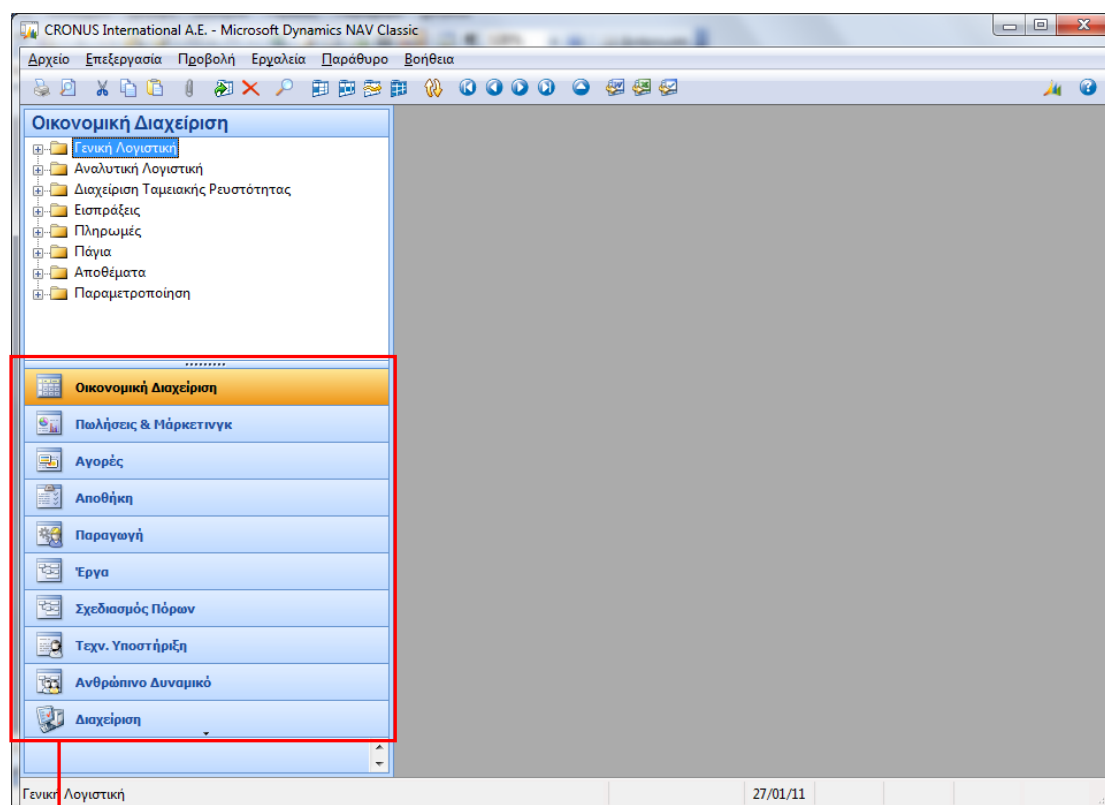 CRONUS International A.E. - Microsoft Dynamics NAV Classic
Αρχείο Επεξεργασία Προβολή Εργαλεία Παράθυρο Βοήθεια
Οικονομική Διαχείριση
Γενική Λογιστική
Αναλυτική Λογιστική
Διαχείριση Ταμειακής Ρευστότητας
Εισπράξεις
Πληρωμές
Πάγια
Αποθέματα
Παραμετροποίηση
Οικονομική Διαχείριση
Πωλήσεις & Μάρκετινγκ
Αγορές
Αποθήκη
Παραγωγή
Έργα
Σχεδιασμός Πόρων
Τεχν. Υποστήριξη
Ανθρώπινο Δυναμικό
Διαχείριση
Γενική Λογιστική 27/01/11